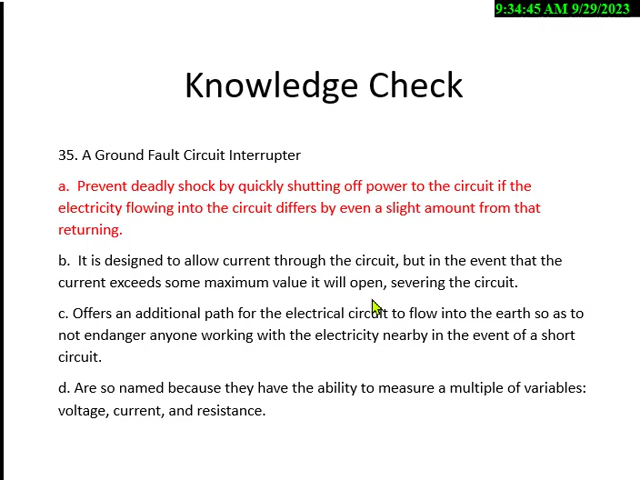 9:34:45 AM 9/29/2023
Knowledge Check
35. A Ground Fault Circuit Interrupter
a. Prevent deadly shock by quickly shutting off power to the circuit if the
electricity flowing into the circuit differs by even a slight amount from that
returning.
b. It is designed to allow current through the circuit, but in the event that the
current exceeds some maximum value it will open, severing the circuit.
c. Offers an additional path for the electrical circuit to flow into the earth so as to
not endanger anyone working with the electricity nearby in the event of a short
circuit.
d. Are so named because they have the ability to measure a multiple of variables:
voltage, current, and resistance.